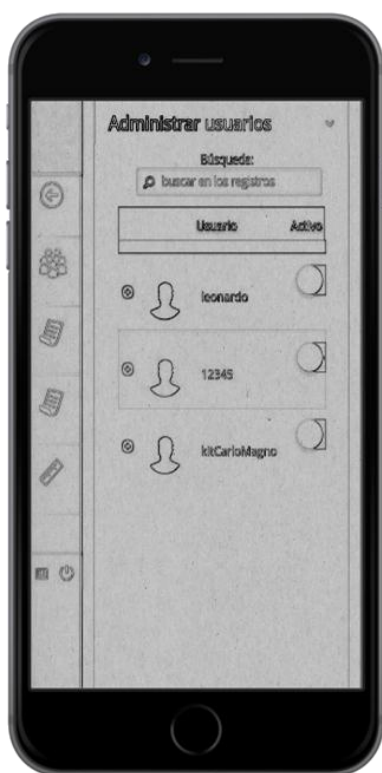 Administrar usuarios
Búsqueda:
buscar en los registros
Usuario Activo
leonardo
12345
kitCarloMagno